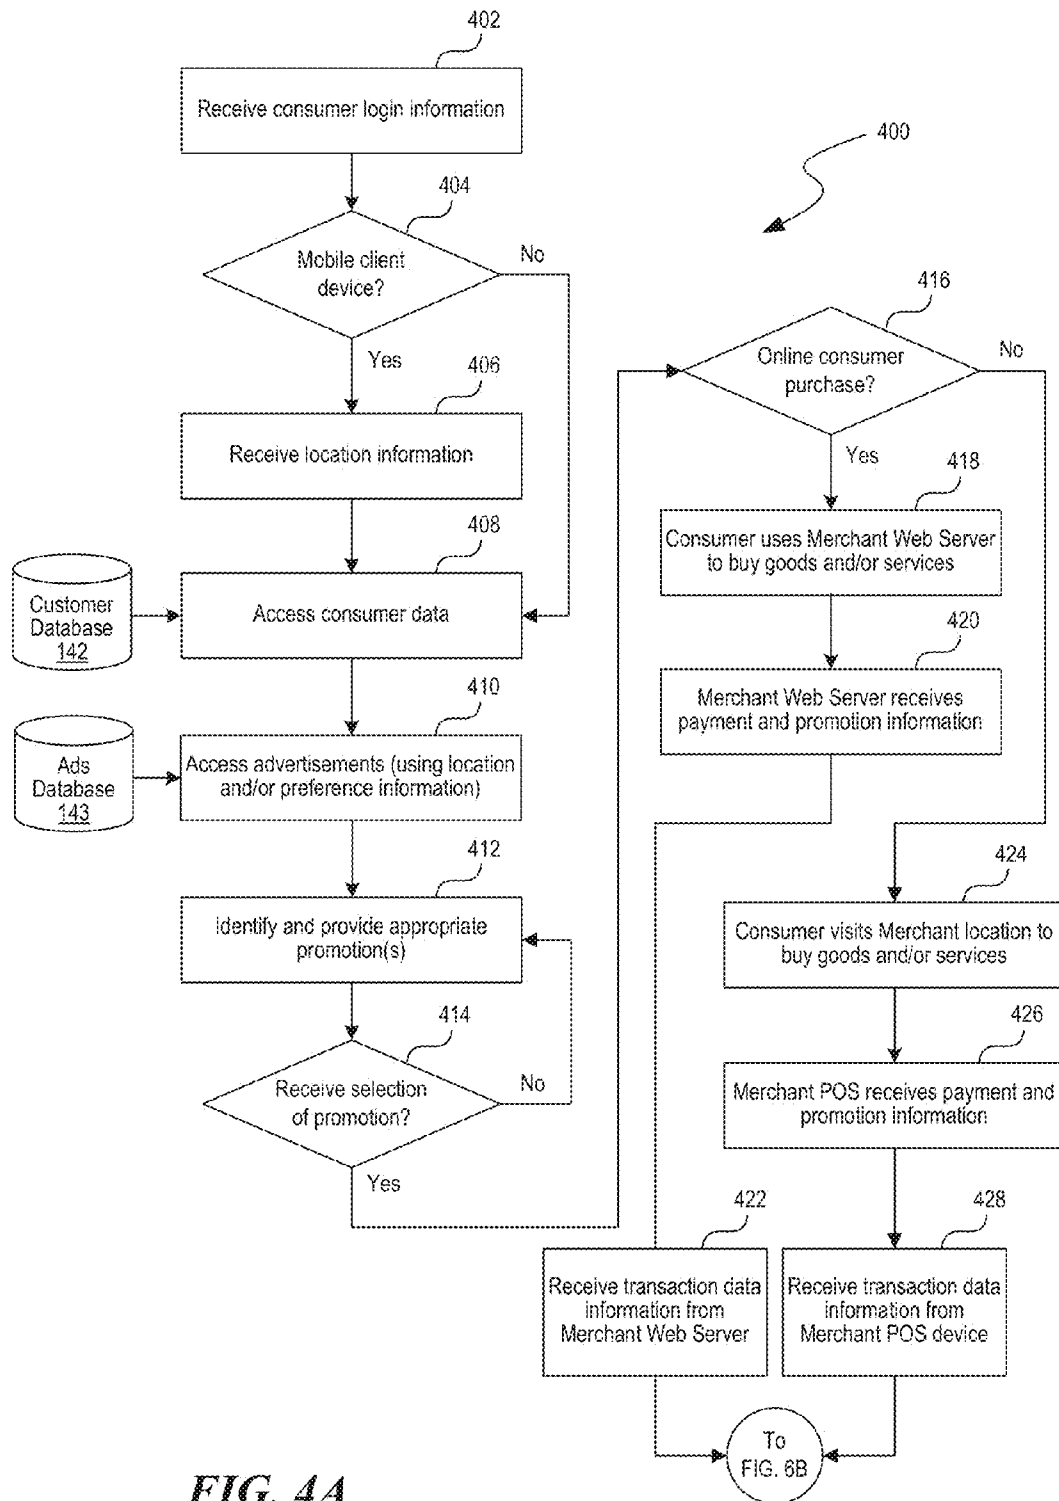 402
Receive consumer login information
400
404
Mobile client
device?
No
Yes
406
Receive location information
408
Customer
Database
142
Access consumer data
410
Ads
Database
143
Access advertisements (using location
and/or preference information)
412
Identify and provide appropriate
promotion(s)
414
Receive selection
of promotion?
No
Yes
416
Online consumer
purchase?
No
Yes
418
Consumer uses Merchant Web Server
to buy goods and/or services
420
Merchant Web Server receives
payment and promotion information
424
Consumer visits Merchant location to
buy goods and/or services
426
Merchant POS receives payment and
promotion information
422
Receive transaction data
information from
Merchant Web Server
428
Receive transaction data
information from
Merchant POS device
To
FIG. 6B
FIG. 4A